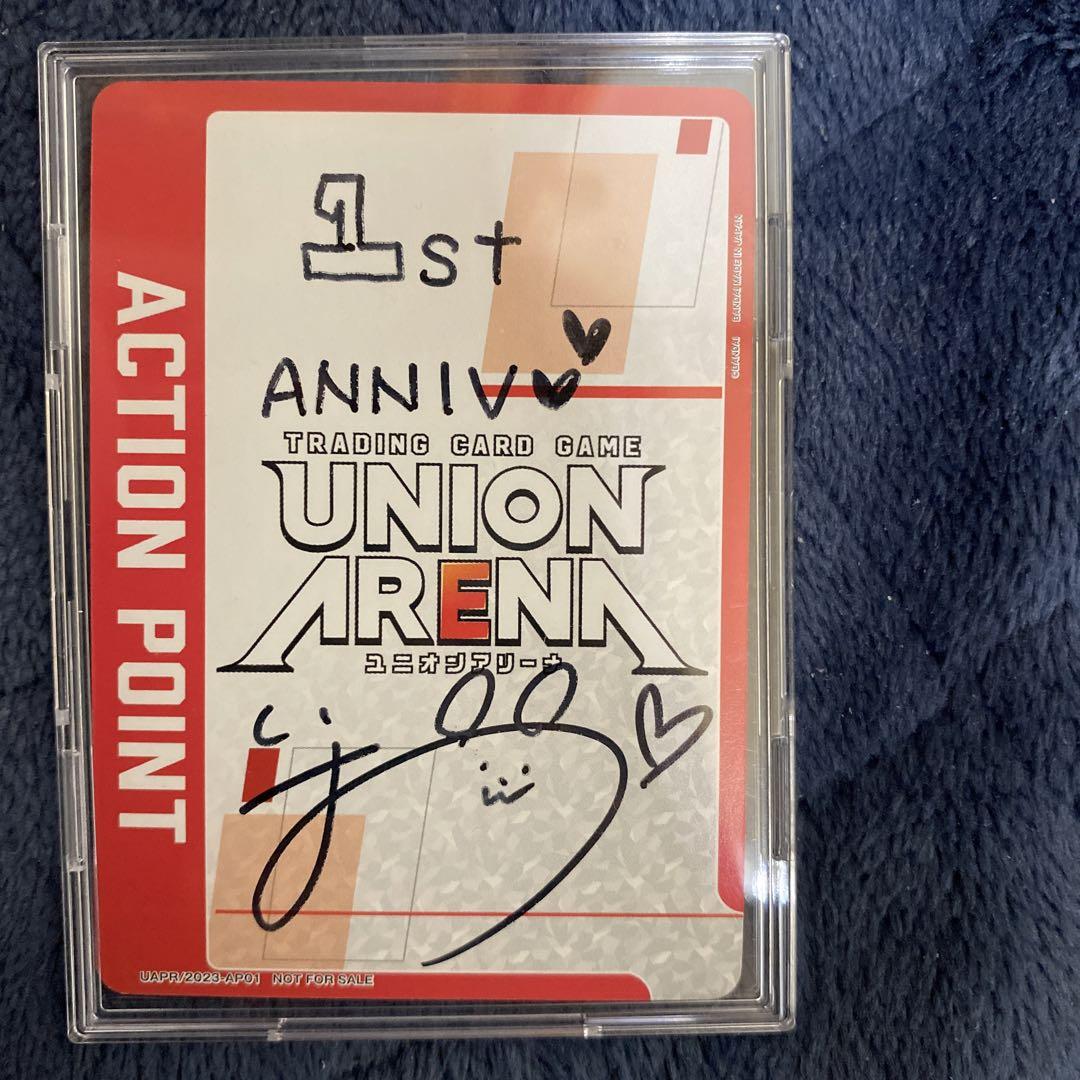 1st
ANNIV
TRADING CARD GAME
UNION
ARENA
ユニオンアリーナ
ACTION POINT
©BANDAI BANDAI MADE IN JAPAN
UAPR/2023-AP01 NOT FOR SALE